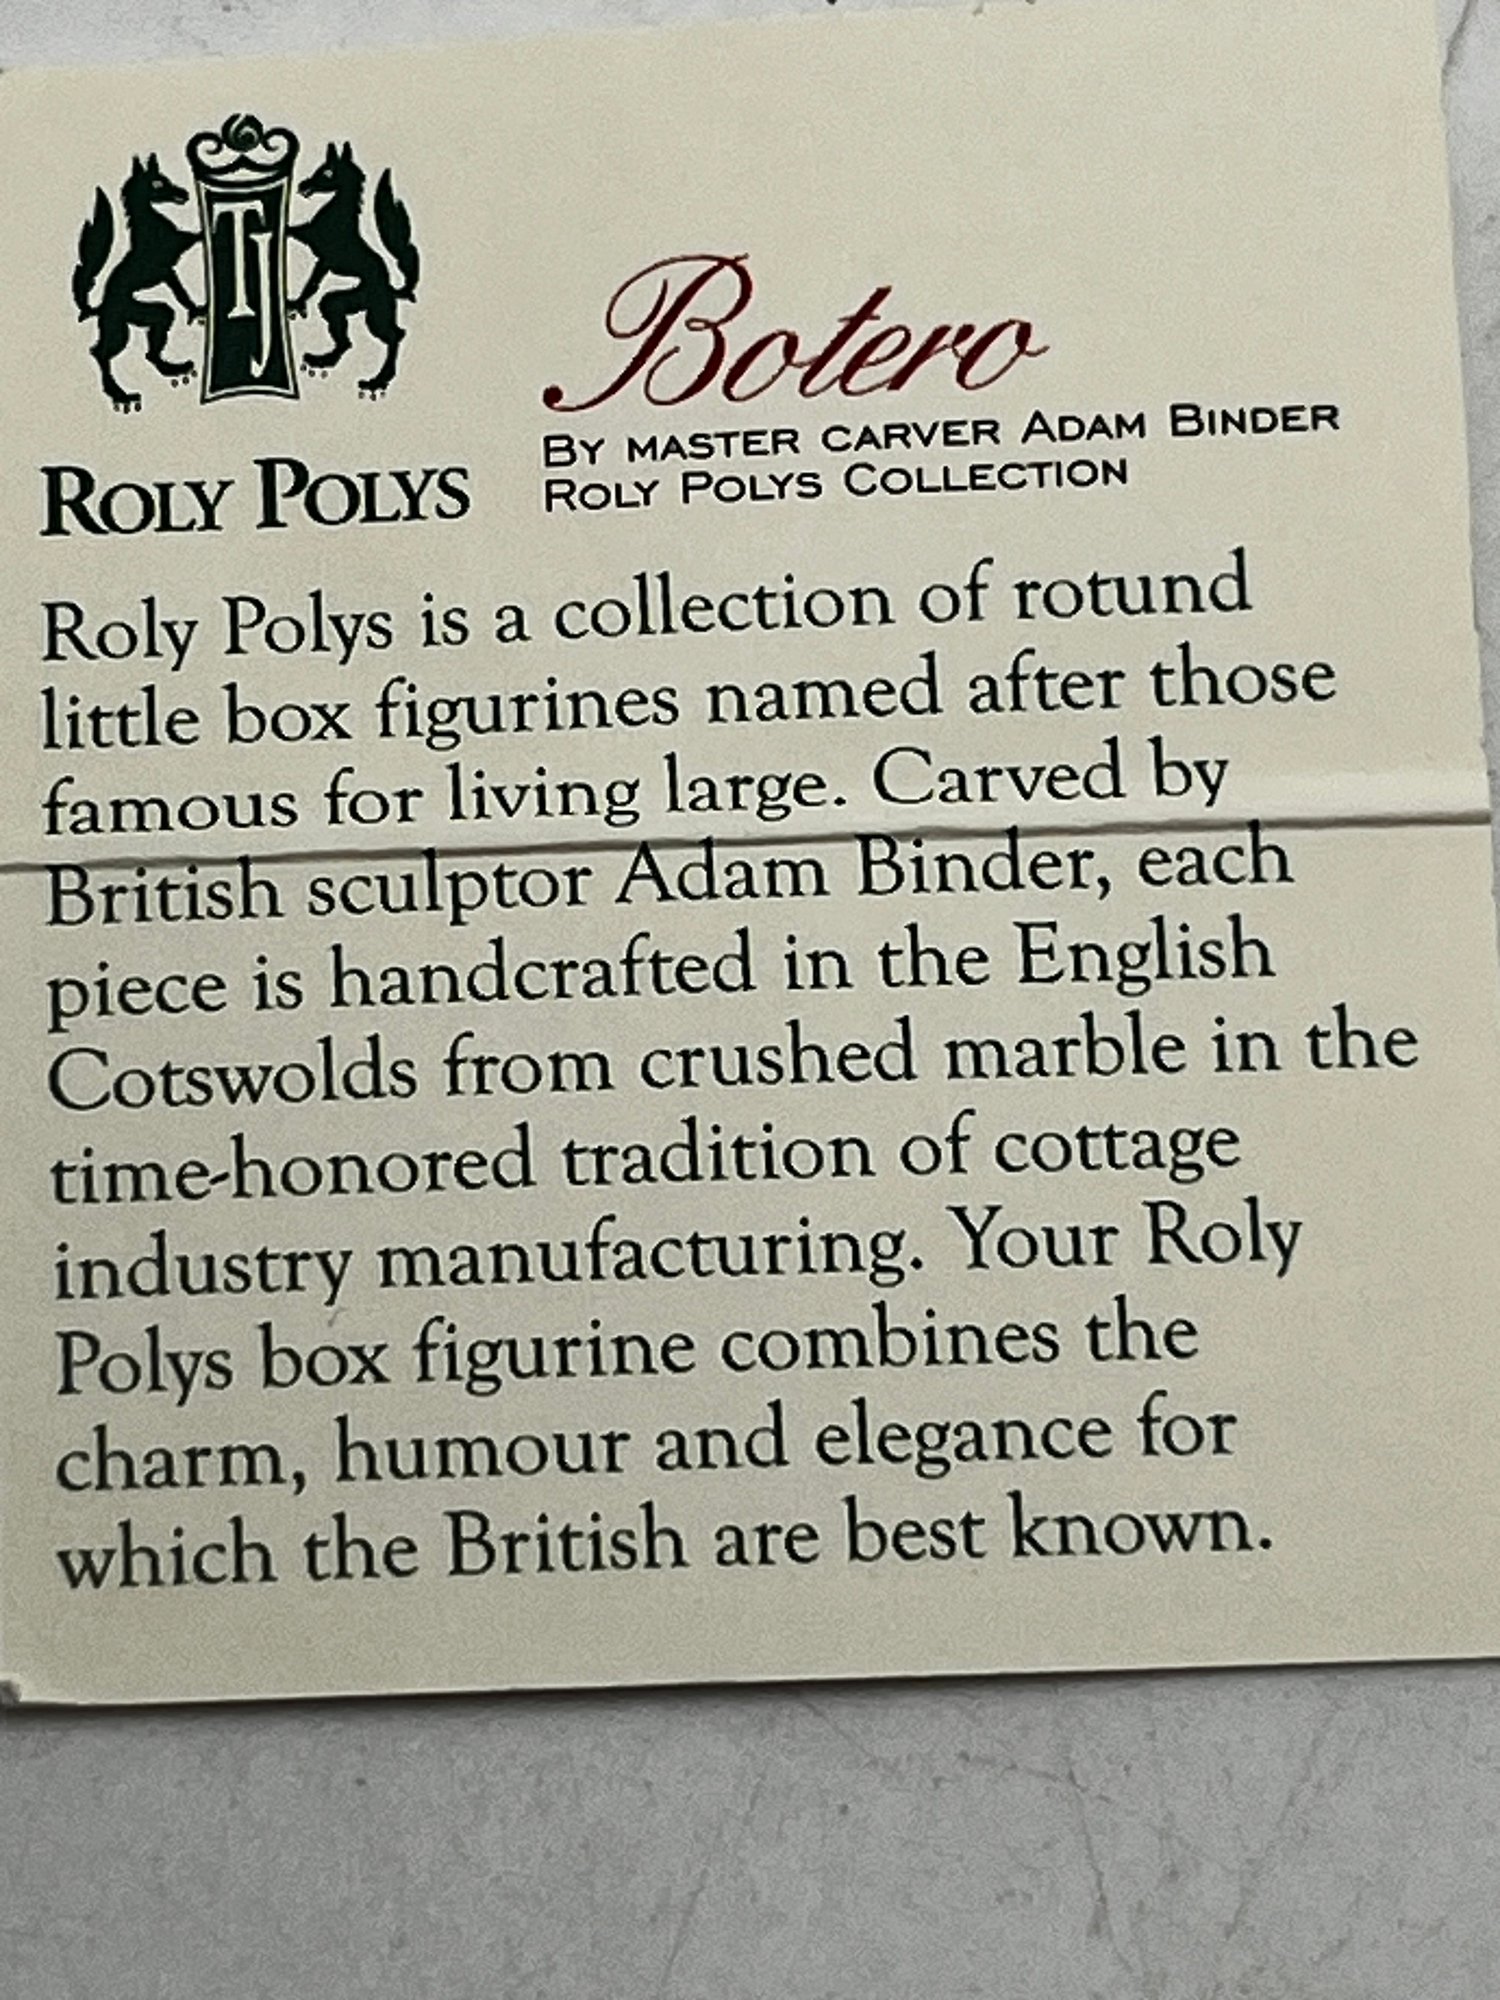 TJ
ROLY POLYS
Botero
BY MASTER CARVER ADAM BINDER
ROLY POLYS COLLECTION
Roly Polys is a collection of rotund
little box figurines named after those
famous for living large. Carved by
British sculptor Adam Binder, each
piece is handcrafted in the English
Cotswolds from crushed marble in the
time-honored tradition of cottage
industry manufacturing. Your Roly
Polys box figurine combines the
charm, humour and elegance for
which the British are best known.